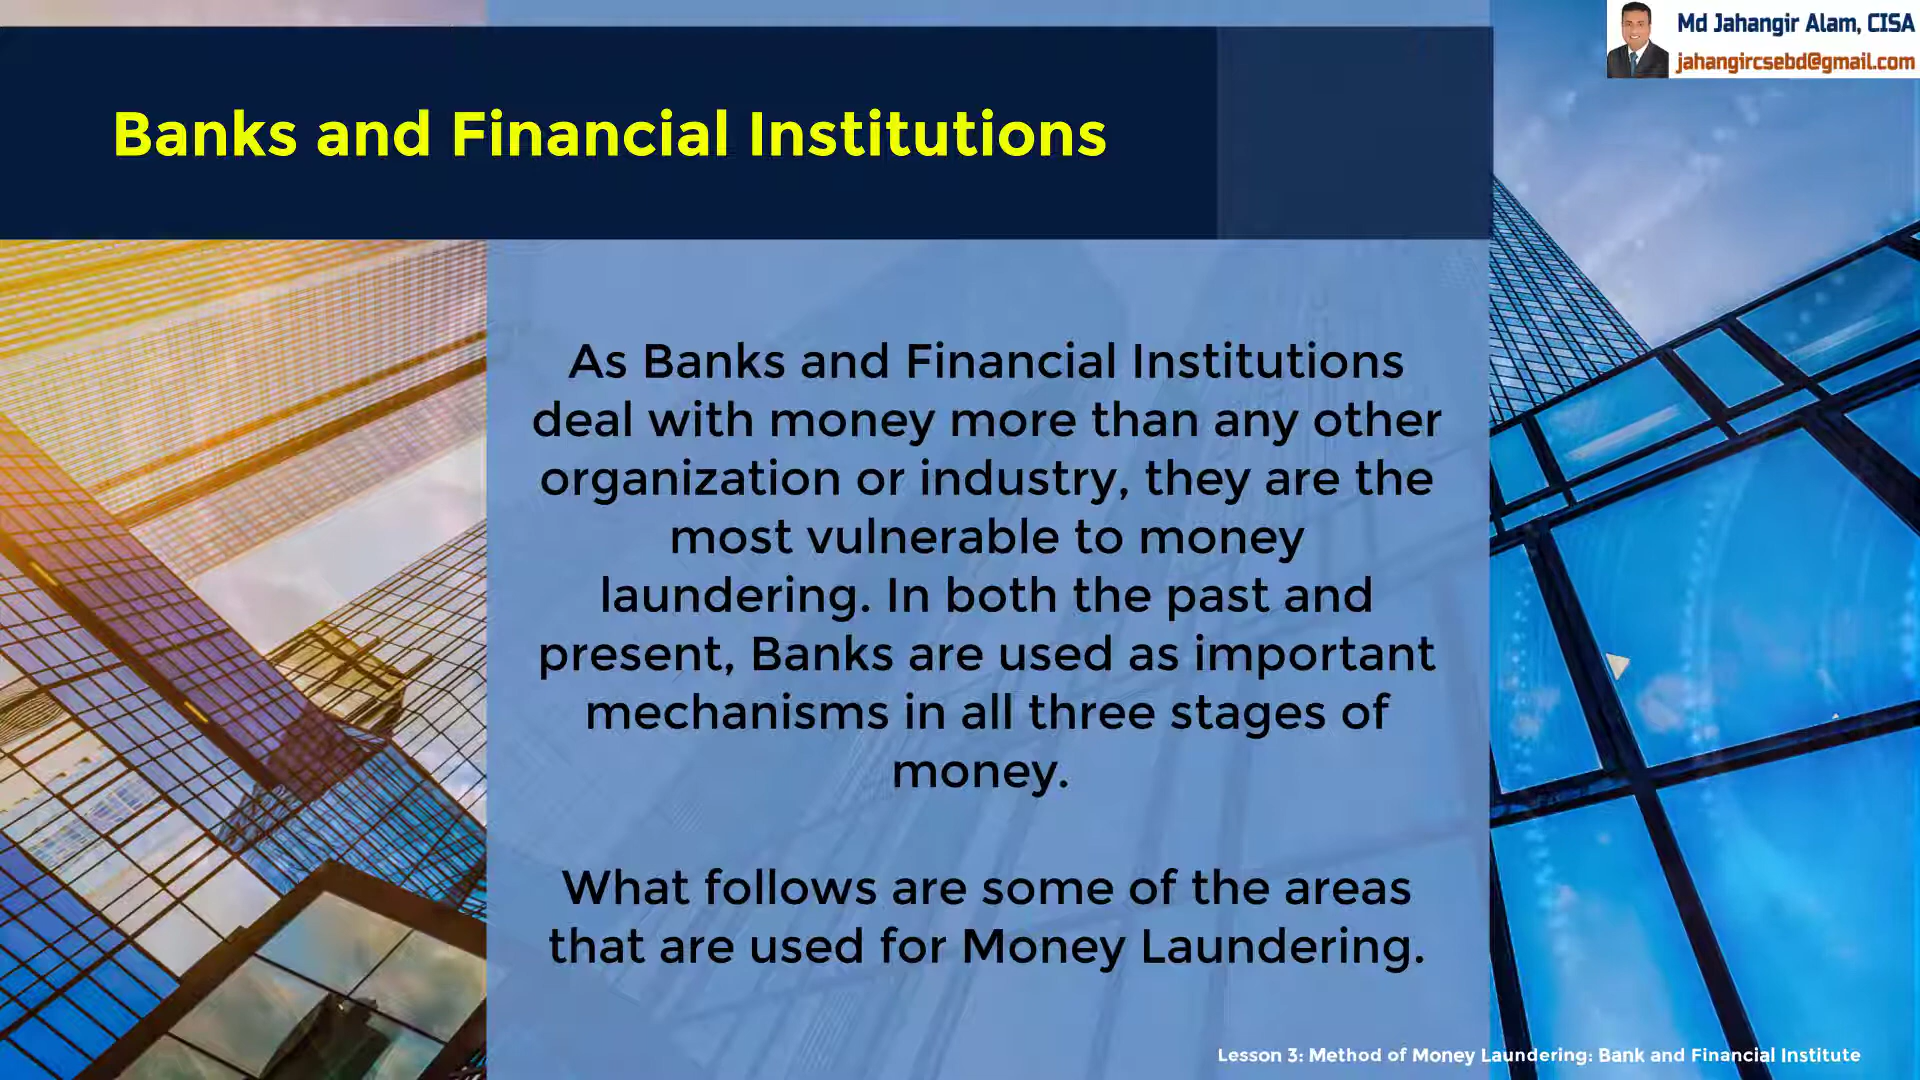 Md Jahangir Alam, CISA
jahangircsebd@gmail.com
Banks and Financial Institutions
As Banks and Financial Institutions
deal with money more than any other
organization or industry, they are the
most vulnerable to money
laundering. In both the past and
present, Banks are used as important
mechanisms in all three stages of
money.
What follows are some of the areas
that are used for Money Laundering.
Lesson 3: Method of Money Laundering: Bank and Financial Institute